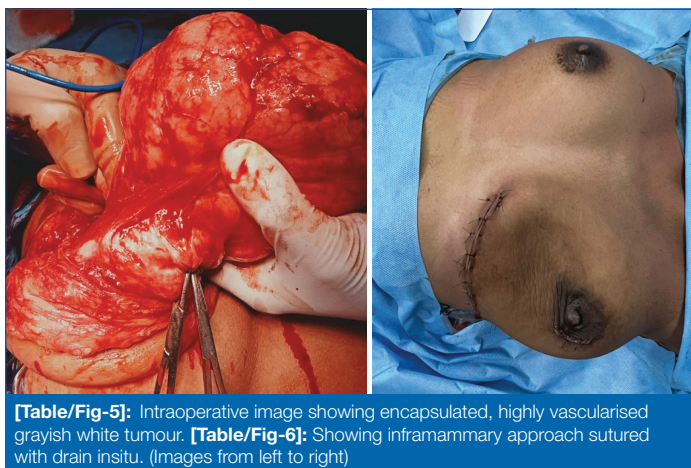 [Table/Fig-5]: Intraoperative image showing encapsulated, highly vascularised
grayish white tumour. [Table/Fig-6]: Showing inframammary approach sutured
with drain insitu. (Images from left to right)